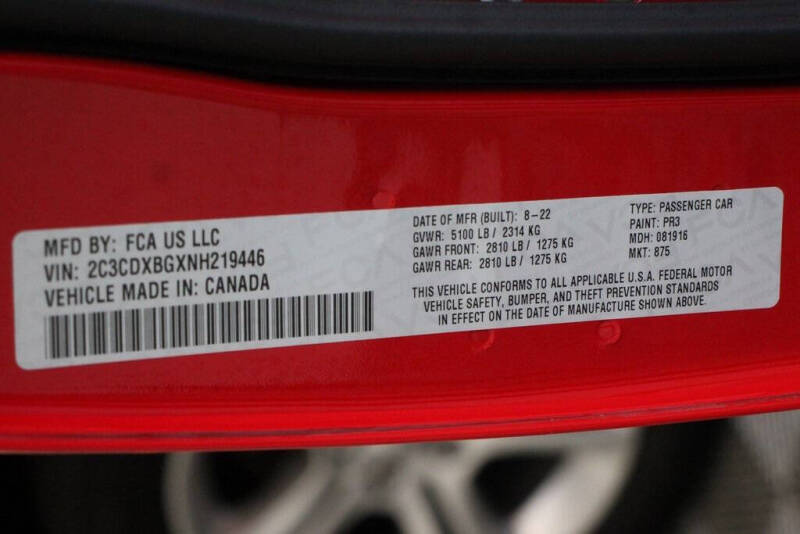 MFD BY: FCA US LLC
VIN: 2C3CDXBGXNH219446
VEHICLE MADE IN: CANADA
DATE OF MFR (BUILT): 8-22
GVWR: 5100 LB / 2314 KG
GAWR FRONT: 2810 LB / 1275 KG
GAWR REAR: 2810 LB / 1275 KG
TYPE: PASSENGER CAR
PAINT: PR3
MDH: 081916
MKT: 875
THIS VEHICLE CONFORMS TO ALL APPLICABLE U.S.A. FEDERAL MOTOR
VEHICLE SAFETY, BUMPER, AND THEFT PREVENTION STANDARDS
IN EFFECT ON THE DATE OF MANUFACTURE SHOWN ABOVE.